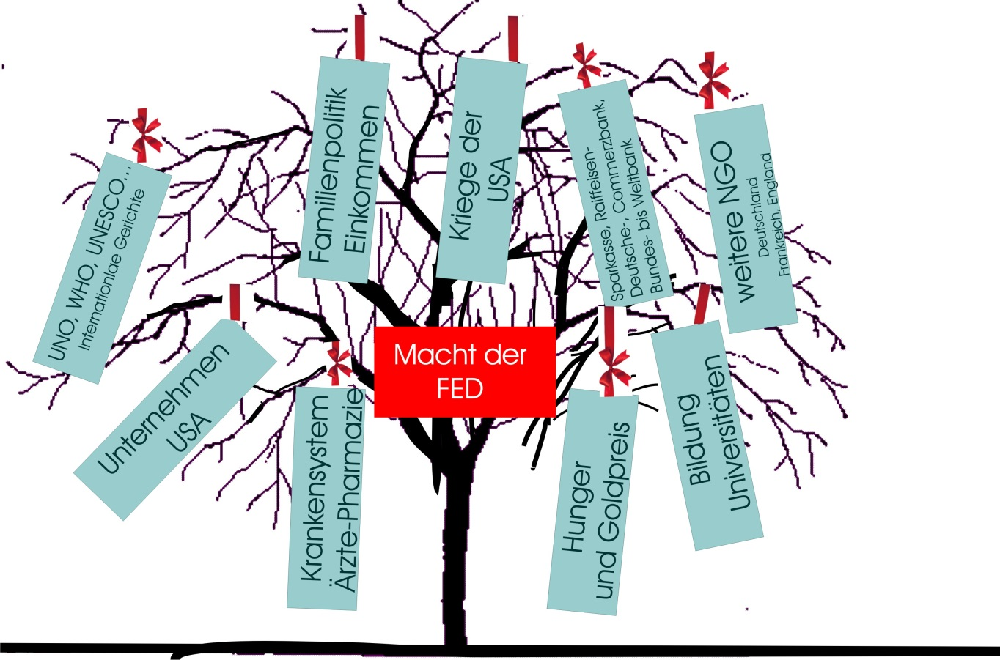 UNO, WHO, UNESCO...
Internationlae Gerichte
Familienpolitik
Einkommen
Kriege der
USA
Sparkasse, Raiffeisen-
Deutsche-, Commerzbank,
Bundes- bis Weltbank
Weitere NGO
Deutschland
Frankreich, England
Unternehmen
USA
Krankensystem
Ärzte-Pharmazie
Macht der
FED
Hunger
und Goldpreis
Bildung
Universitäten